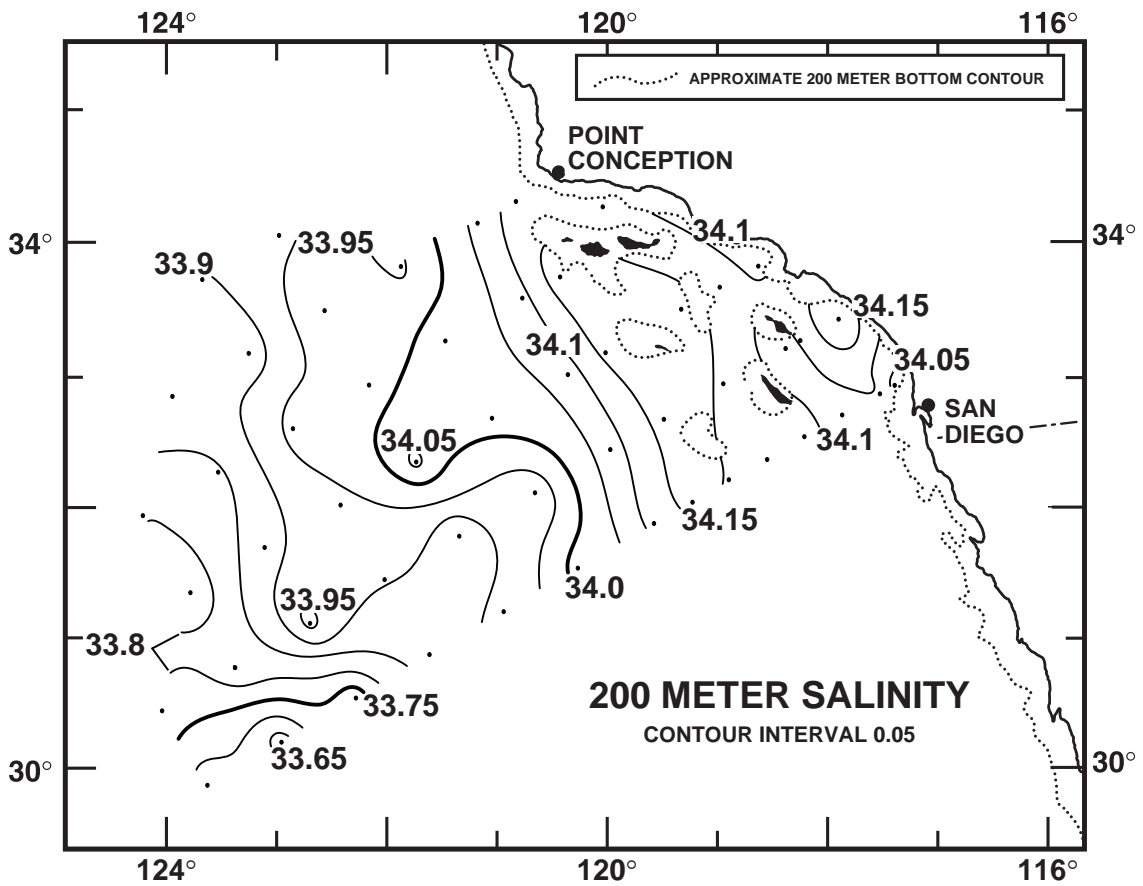 124° 120° 116°
APPROXIMATE 200 METER BOTTOM CONTOUR
POINT
CONCEPTION
34.1
34° 33.95 34°
33.9
34.15
34.1
34.05
SAN
DIEGO
34.05
34.1
34.15
34.0
33.95
33.8
200 METER SALINITY
33.75
CONTOUR INTERVAL 0.05
33.65
30° 30°
124° 120° 116°